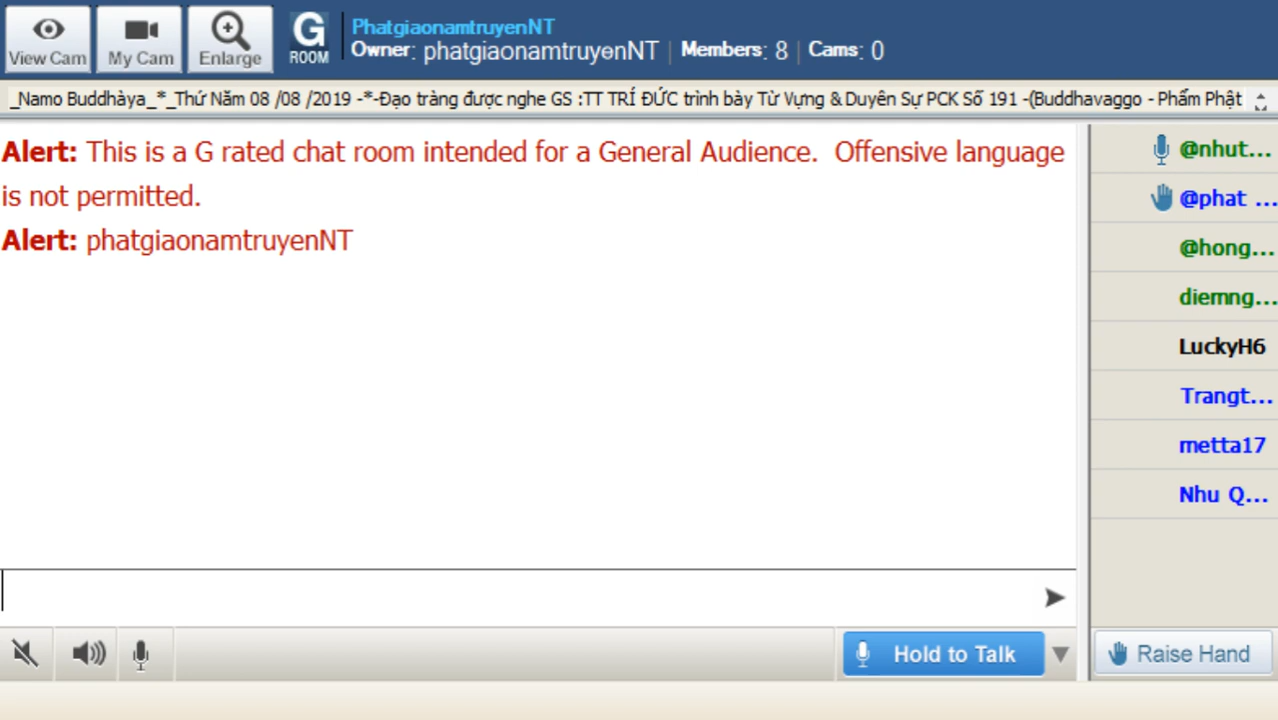 View Cam
My Cam
Enlarge
G
ROOM
PhatgiaonamtruyenNT
Owner: phatgiaonamtruyenNT | Members: 8 | Cams: 0
_Namo Buddhàya_*_Thứ Năm 08 /08 /2019 -*-Đạo tràng được nghe GS :TT TRÍ ĐỨC trình bày Từ Vựng & Duyên Sự PCK Số 191 -(Buddhavaggo - Phẩm Phật
Alert: This is a G rated chat room intended for a General Audience. Offensive language
is not permitted.
Alert: phatgiaonamtruyenNT
@nhut...
@phat ...
@hong...
diemng...
LuckyH6
Trangt...
metta17
Nhu Q...
Hold to Talk
Raise Hand